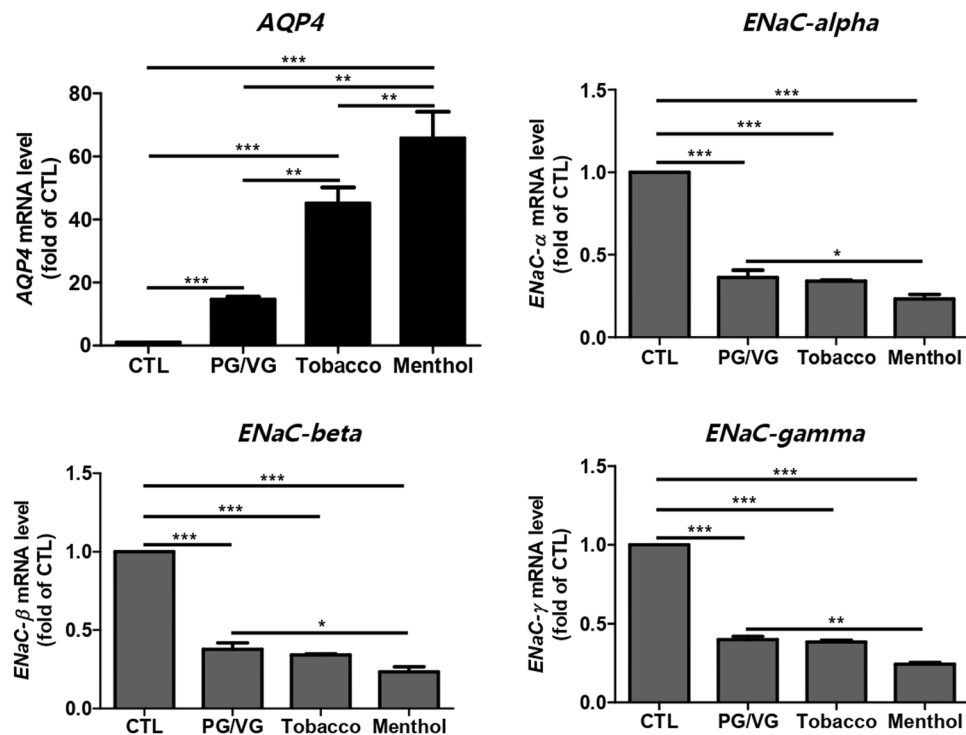 AQP4
AQP4 mRNA level
(fold of CTL)
80
60
40
20
0
***
**
**
***
**
***
CTL PG/VG Tobacco Menthol
ENaC-alpha
ENaC-α mRNA level
(fold of CTL)
1.5
1.0
0.5
0.0
***
***
***
*
CTL PG/VG Tobacco Menthol
ENaC-beta
ENaC-β mRNA level
(fold of CTL)
1.5
1.0
0.5
0.0
***
***
***
*
CTL PG/VG Tobacco Menthol
ENaC-gamma
ENaC-γ mRNA level
(fold of CTL)
1.5
1.0
0.5
0.0
***
***
***
**
CTL PG/VG Tobacco Menthol